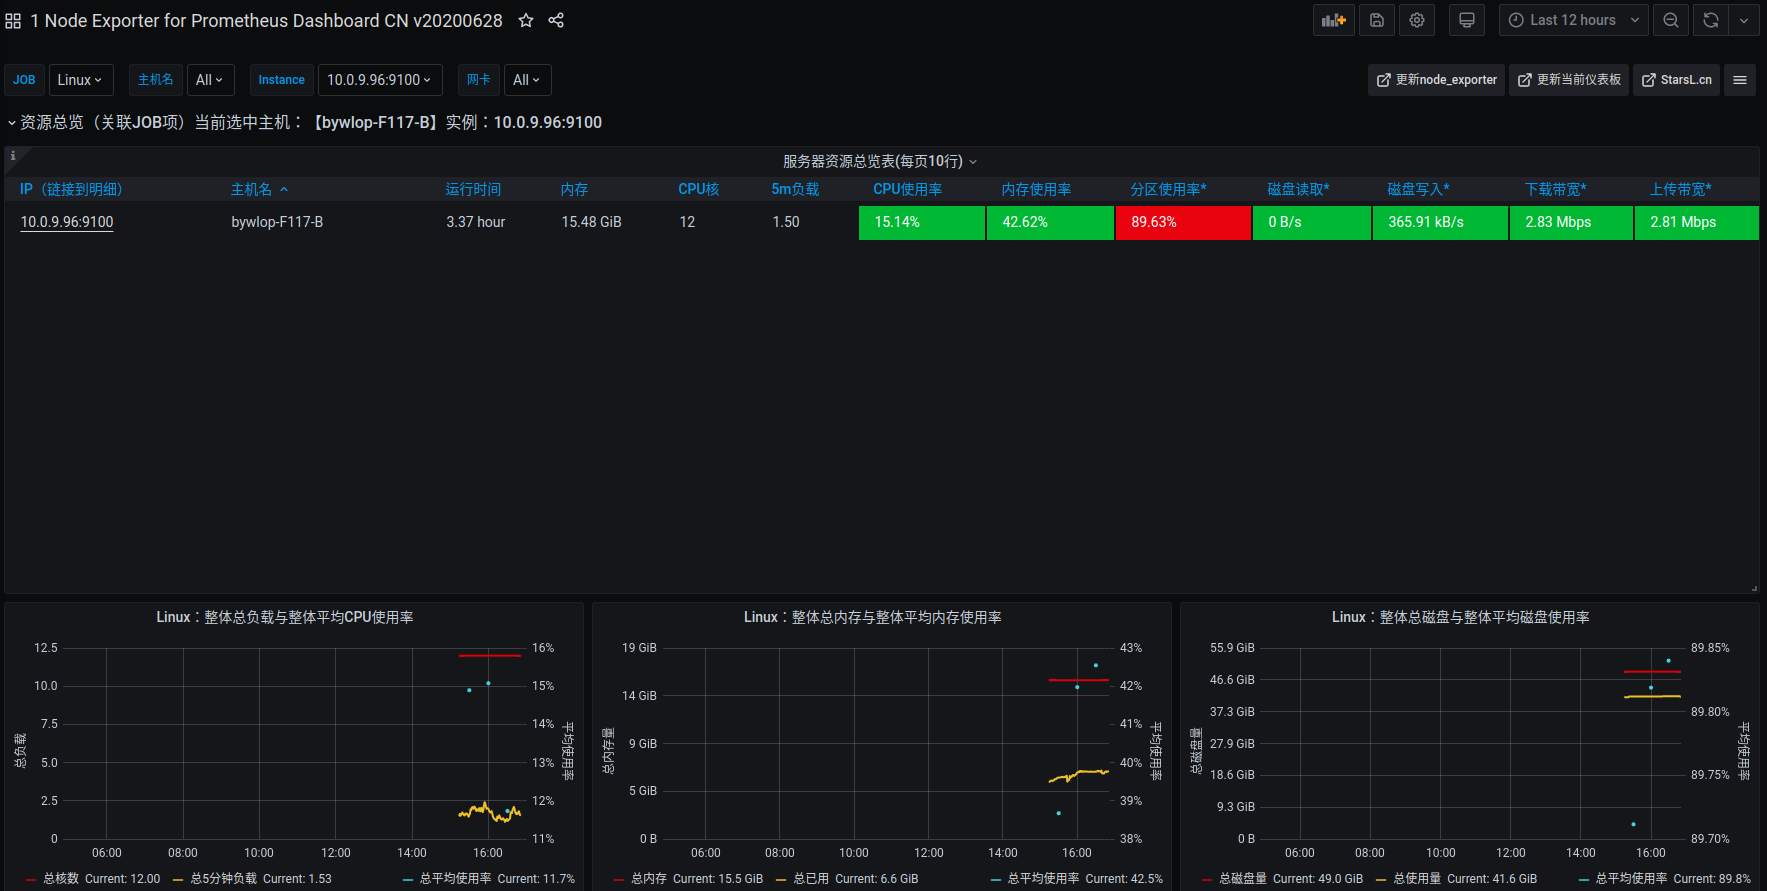 1 Node Exporter for Prometheus Dashboard CN v20200628 Last 12 hours
JOB Linux 主机名 All Instance 10.0.9.96:9100 网卡 All 更新node_exporter 更新当前仪表板 StarsL.cn
资源总览（关联JOB项）当前选中主机：【bywlop-F117-B】实例：10.0.9.96:9100
服务器资源总览表(每页10行)
IP（链接到明细） 主机名 运行时间 内存 CPU核 5m负载 CPU使用率 内存使用率 分区使用率* 磁盘读取* 磁盘写入* 下载带宽* 上传带宽*
10.0.9.96:9100 bywlop-F117-B 3.37 hour 15.48 GiB 12 1.50 15.14% 42.62% 89.63% 0 B/s 365.91 kB/s 2.83 Mbps 2.81 Mbps
Linux：整体总负载与整体平均CPU使用率
总负载
12.5
10.0
7.5
5.0
2.5
0
16%
15%
14%
13%
12%
11%
平均使用率
06:00 08:00 10:00 12:00 14:00 16:00
总核数 Current: 12.00 总5分钟负载 Current: 1.53 总平均使用率 Current: 11.7%
Linux：整体总内存与整体平均内存使用率
总内存量
19 GiB
14 GiB
9 GiB
5 GiB
0 B
43%
42%
41%
40%
39%
38%
平均使用率
06:00 08:00 10:00 12:00 14:00 16:00
总内存 Current: 15.5 GiB 总已用 Current: 6.6 GiB 总平均使用率 Current: 42.5%
Linux：整体总磁盘与整体平均磁盘使用率
总磁盘量
55.9 GiB
46.6 GiB
37.3 GiB
27.9 GiB
18.6 GiB
9.3 GiB
0 B
89.85%
89.80%
89.75%
89.70%
平均使用率
06:00 08:00 10:00 12:00 14:00 16:00
总磁盘量 Current: 49.0 GiB 总使用量 Current: 41.6 GiB 总平均使用率 Current: 89.8%